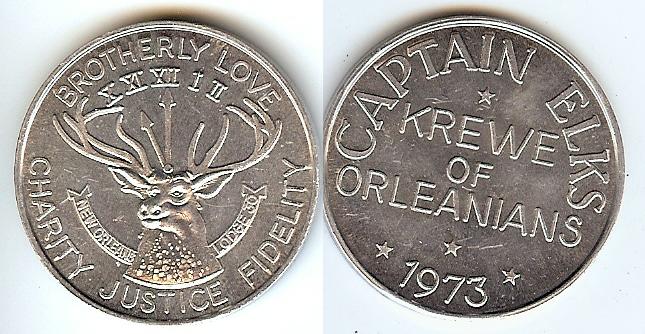 BROTHERLY LOVE
X XI XII I II
NEW ORLEANS
LODGE 30
CHARITY JUSTICE FIDELITY
CAPTAIN ELKS
KREWE
OF
ORLEANIANS
1973